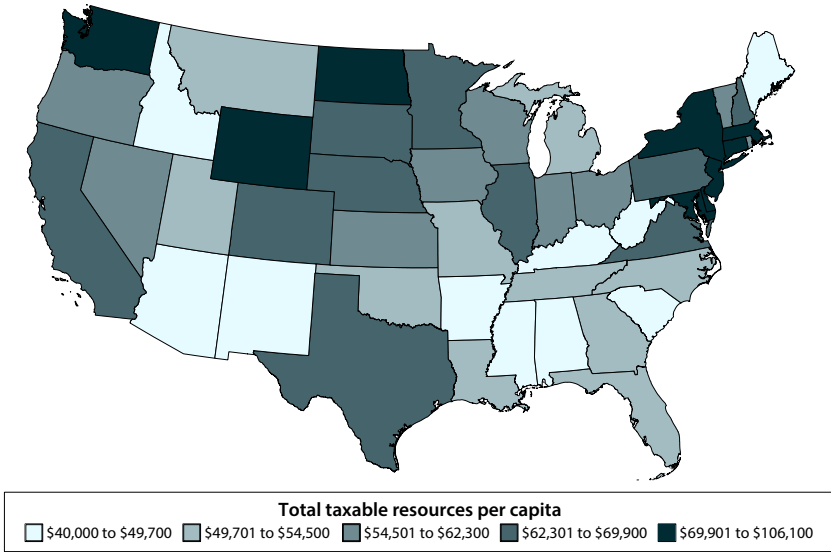 Total taxable resources per capita
$40,000 to $49,700 $49,701 to $54,500 $54,501 to $62,300 $62,301 to $69,900 $69,901 to $106,100